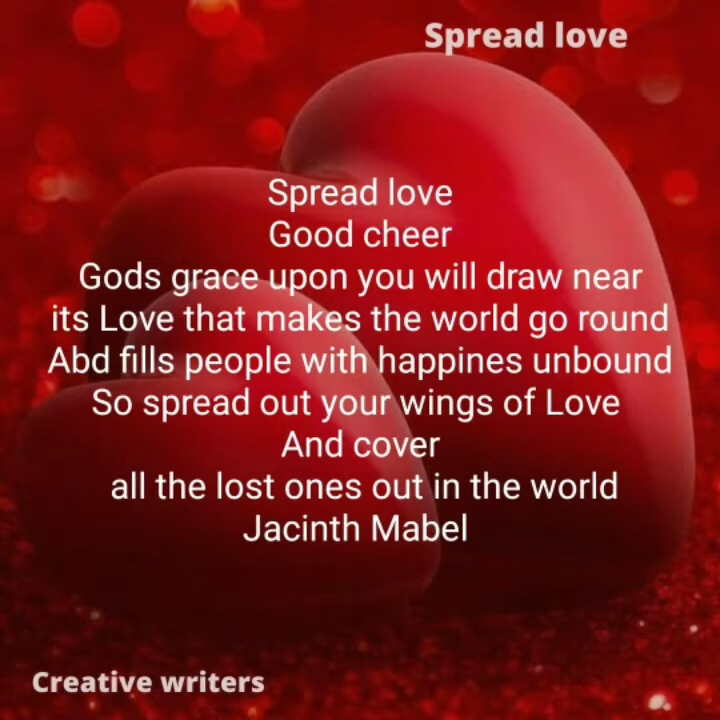 Spread love
Spread love
Good cheer
Gods grace upon you will draw near
its Love that makes the world go round
Abd fills people with happines unbound
So spread out your wings of Love
And cover
all the lost ones out in the world
Jacinth Mabel
Creative writers